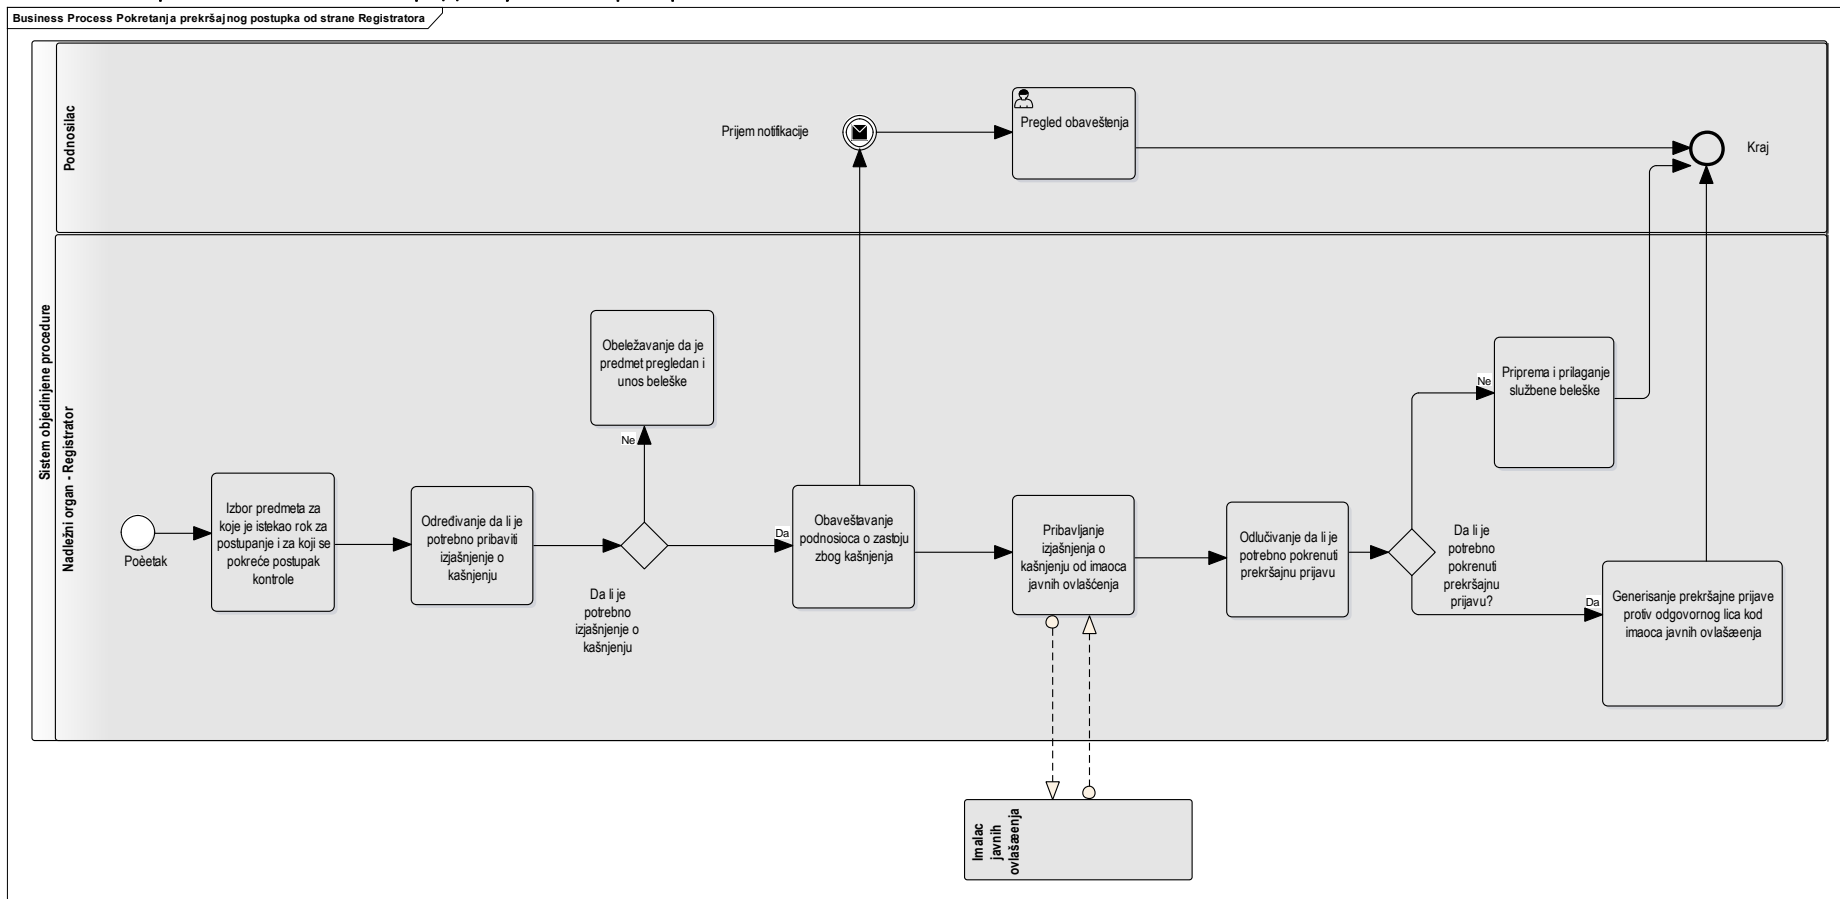 Business Process Pokretanja prekršajnog postupka od strane Registratora
Sistem objedinjene procedure
Podnosilac
Prijem notifikacije
Pregled obaveštenja
Kraj
Nadležni organ - Registrator
Poèetak
Izbor predmeta za
koje je istekao rok za
postupanje i za koji se
pokreće postupak
kontrole
Određivanje da li je
potrebno pribaviti
izjašnjenje o
kašnjenju
Obeležavanje da je
predmet pregledan i
unos beleške
Ne
Da li je
potrebno
izjašnjenje o
kašnjenju
Da
Obaveštavanje
podnosioca o zastoju
zbog kašnjenja
Pribavljanje
izjašnjenja o
kašnjenju od imaoca
javnih ovlašćenja
Odlučivanje da li je
potrebno pokrenuti
prekršajnu prijavu
Da li je
potrebno
pokrenuti
prekršajnu
prijavu?
Ne
Priprema i prilaganje
službene beleške
Da
Generisanje prekršajne prijave
protiv odgovornog lica kod
imaoca javnih ovlašæenja
Imalac
javnih
ovlašæenja